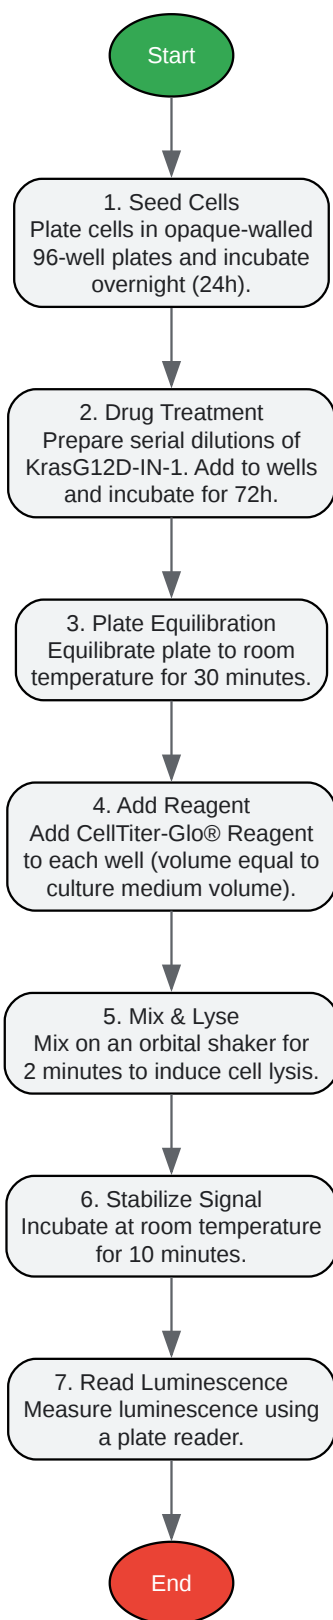 Start
1. Seed Cells
Plate cells in opaque-walled
96-well plates and incubate
overnight (24h).
2. Drug Treatment
Prepare serial dilutions of
KrasG12D-IN-1. Add to wells
and incubate for 72h.
3. Plate Equilibration
Equilibrate plate to room
temperature for 30 minutes.
4. Add Reagent
Add CellTiter-Glo® Reagent
to each well (volume equal to
culture medium volume).
5. Mix & Lyse
Mix on an orbital shaker for
2 minutes to induce cell lysis.
6. Stabilize Signal
Incubate at room temperature
for 10 minutes.
7. Read Luminescence
Measure luminescence using
a plate reader.
End